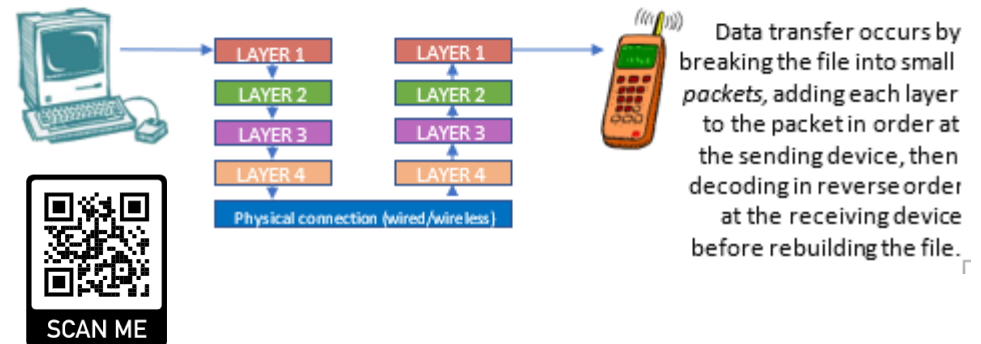 LAYER 1
LAYER 2
LAYER 3
LAYER 4
LAYER 1
LAYER 2
LAYER 3
LAYER 4
Physical connection (wired/wireless)
Data transfer occurs by
breaking the file into small
packets, adding each layer
to the packet in order at
the sending device, then
decoding in reverse order
at the receiving device
before rebuilding the file.
SCAN ME